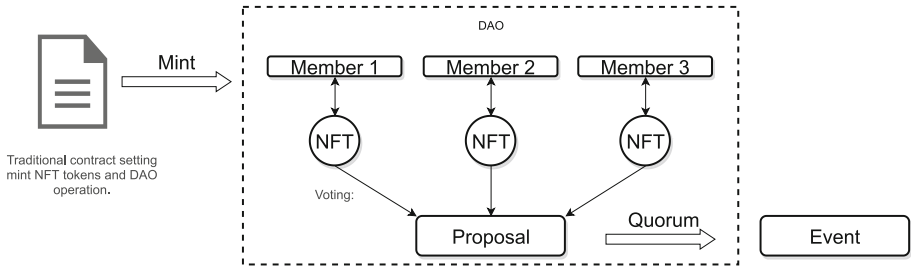 DAO
Mint
Member 1
Member 2
Member 3
NFT
NFT
NFT
Traditional contract setting
mint NFT tokens and DAO
operation.
Voting:
Proposal
Quorum
Event